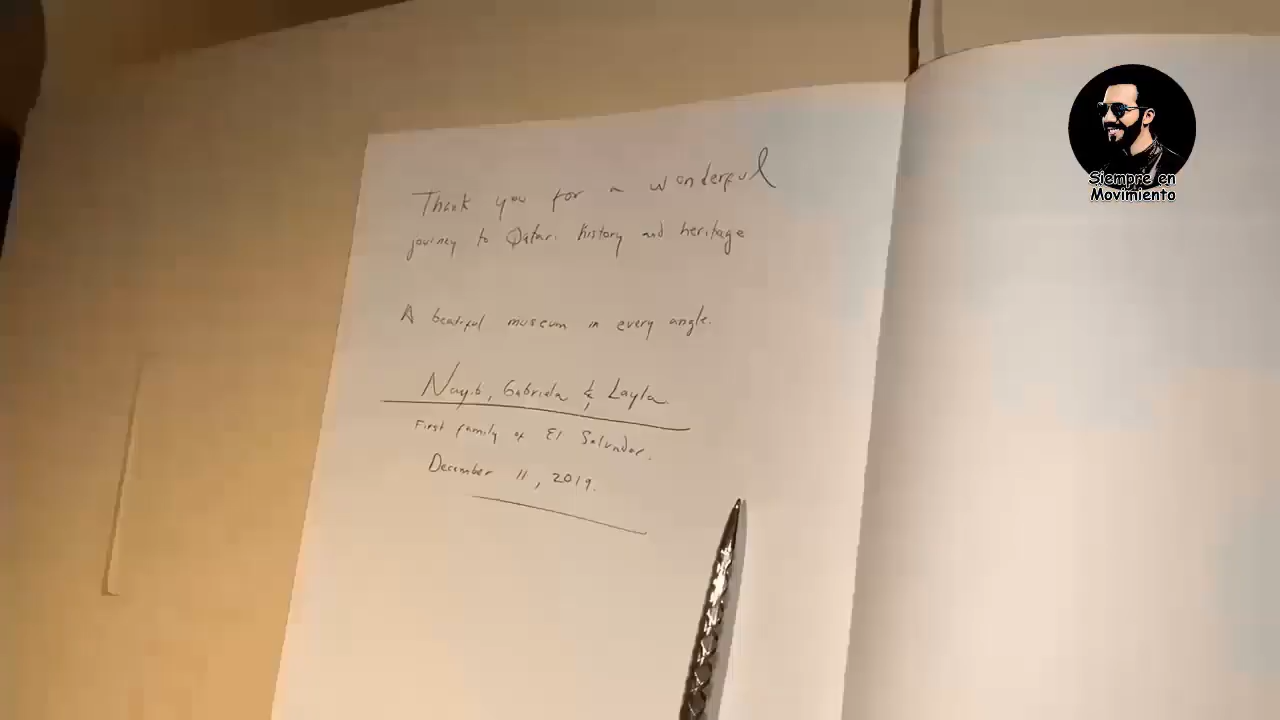 Thank you for a wonderful
journey to Qatari history and heritage
A beatiful museum in every angle.
Nayib, Gabriela & Layla.
First family of El Salvador.
December 11, 2019.
Siempre en
Movimiento